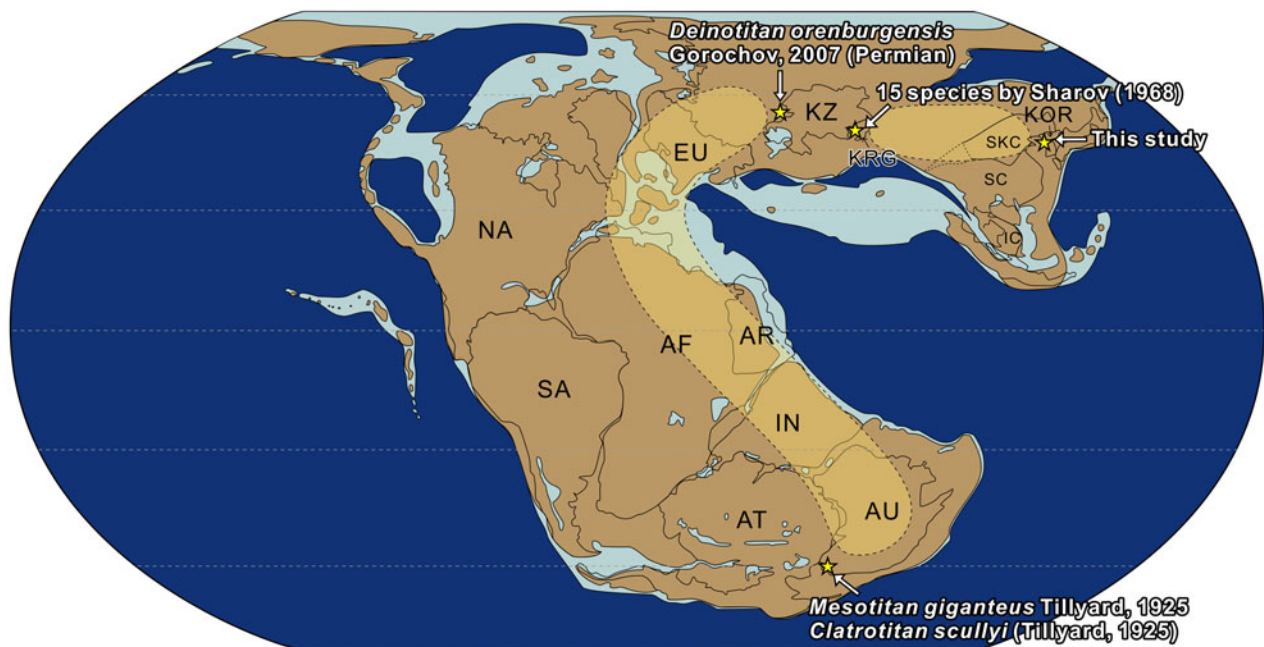 Deinotitan orenburgensis
Gorochov, 2007 (Permian)
15 species by Sharov (1968)
KZ
KOR
This study
SKC
EU
KRG
SC
NA
IC
AR
AF
SA
IN
AU
AT
Mesotitan giganteus Tillyard, 1925
Clatrotitan scullyi (Tillyard, 1925)